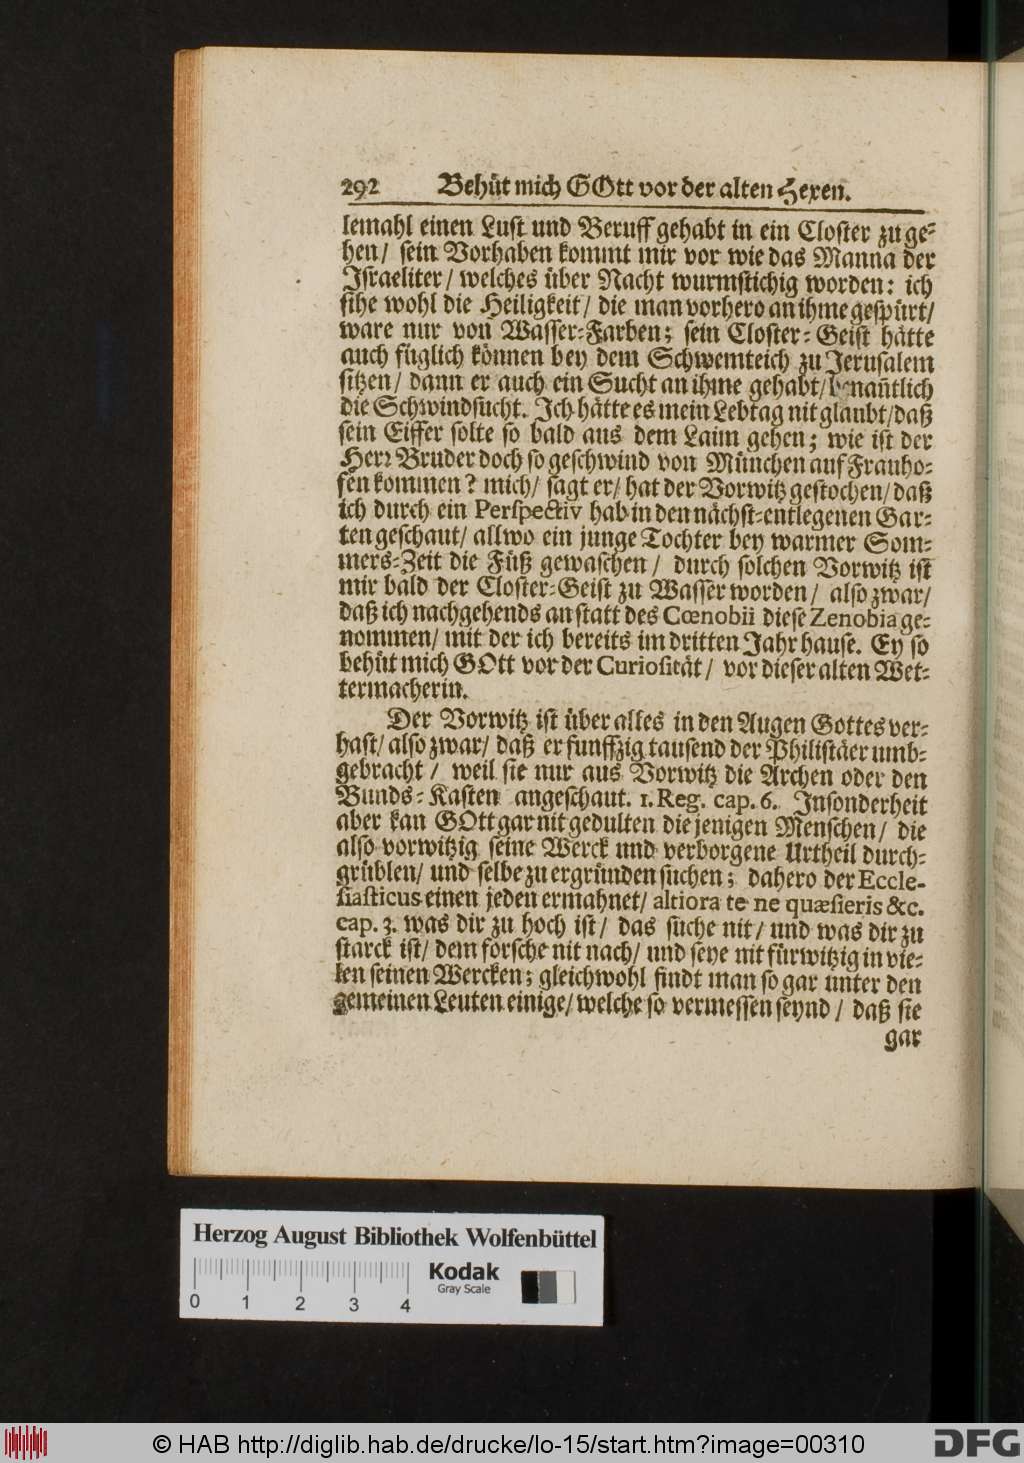 292 Behüt mich GOtt vor der alten Hexen.
lemahl einen Lust und Beruff gehabt in ein Closter zu ge-
hen/ sein Vorhaben kommt mir vor wie das Manna der
Israeliter/ welches über Nacht wurmstichig worden: ich
sihe wohl die Heiligkeit/ die man vorhero an ihme gespürt/
ware nur von Wasser-Farben; sein Closter-Geist hätte
auch füglich können bey dem Schwemteich zu Jerusalem
sitzen/ dann er auch ein Sucht an ihme gehabt/ benañtlich
die Schwindsucht. Ich hätte es mein Lebtag nit glaubt/ daß
sein Eiffer solte so bald aus dem Laim gehen; wie ist der
Herr Bruder doch so geschwind von München auf Frauho-
fen kommen? mich/ sagt er/ hat der Vorwitz gestochen/ daß
ich durch ein Perspectiv hab in den nächst-entlegenen Gar-
ten geschaut/ allwo ein junge Tochter bey warmer Som-
mers-Zeit die Füß gewaschen/ durch solchen Vorwitz ist
mir bald der Closter-Geist zu Wasser worden/ also zwar/
daß ich nachgehends an statt des Cœnobii diese Zenobia ge-
nommen/ mit der ich bereits im dritten Jahr hause. Ey so
behüt mich GOtt vor der Curiosität/ vor dieser alten Wet-
termacherin.
Der Vorwitz ist über alles in den Augen Gottes ver-
hast/ also zwar/ daß er funffzig tausend der Philistäer umb-
gebracht/ weil sie nur aus Vorwitz die Archen oder den
Bunds-Kasten angeschaut. 1. Reg. cap. 6. Insonderheit
aber kan GOtt gar nit gedulten diejenigen Menschen/ die
also vorwitzig seine Werck und verborgene Urtheil durch-
grüblen/ und selbe zu ergründen suchen; dahero der Eccle-
siasticus einen jeden ermahnet/ altiora te ne quæsieris &c.
cap. 3. was dir zu hoch ist/ das suche nit/ und was dir zu
starck ist/ dem forsche nit nach/ und seye nit fürwitzig in vie-
len seinen Wercken; gleichwohl findt man so gar unter den
gemeinen Leuten einige/ welche so vermessen seynd/ daß sie
gar
Herzog August Bibliothek Wolfenbüttel
Kodak
Gray Scale
0 1 2 3 4
© HAB http://diglib.hab.de/drucke/lo-15/start.htm?image=00310
DFG